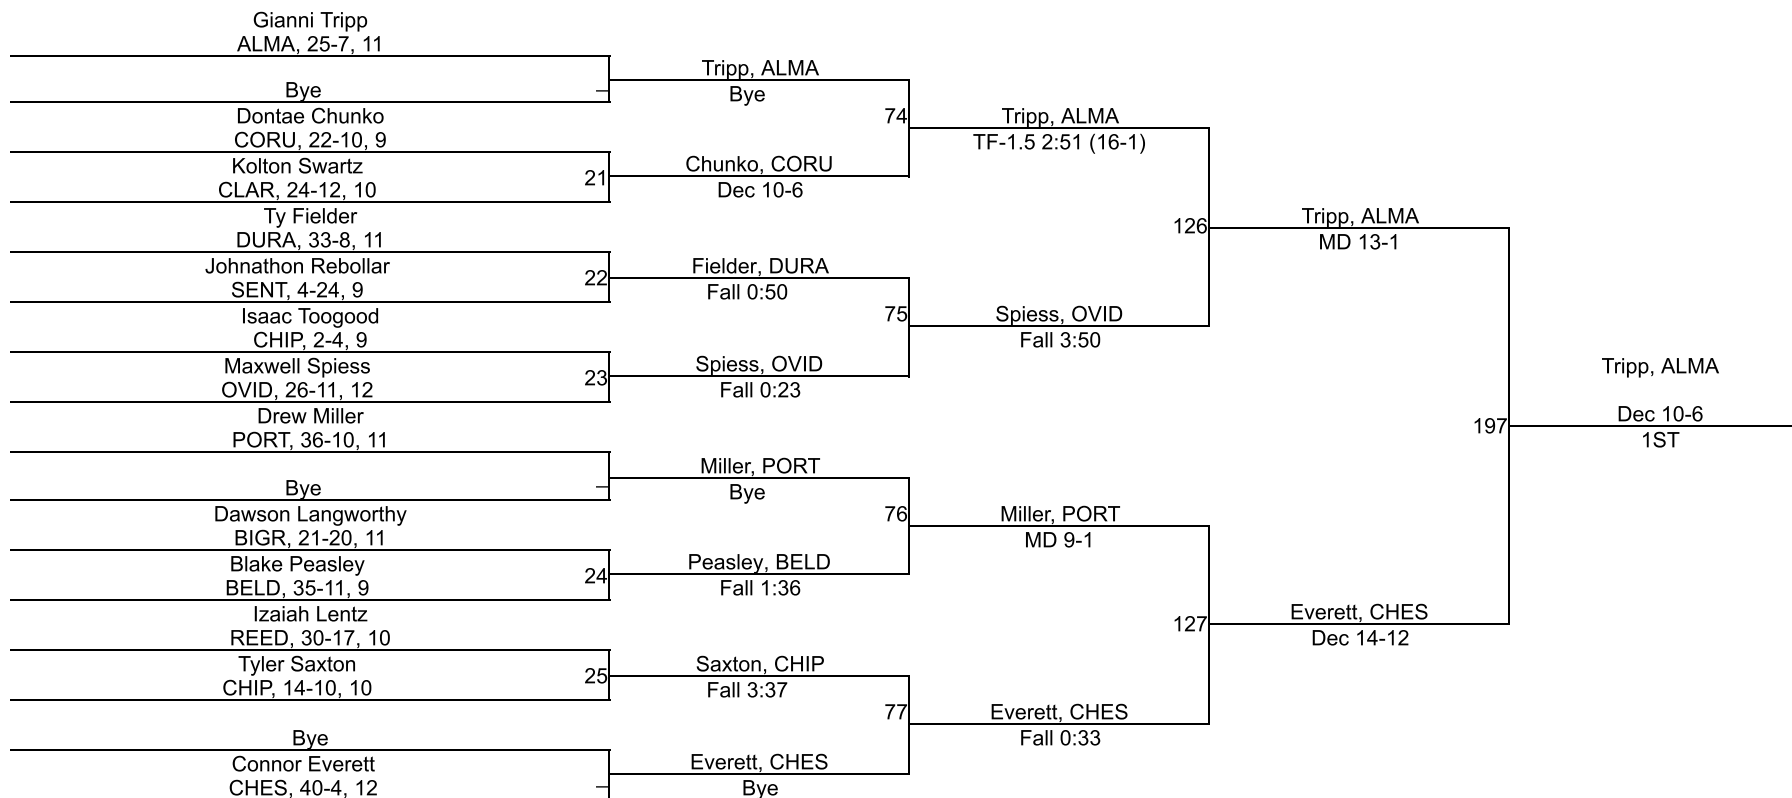 Gianni Tripp
ALMA, 25-7, 11
Bye
Dontae Chunko
CORU, 22-10, 9
Kolton Swartz
CLAR, 24-12, 10
Ty Fielder
DURA, 33-8, 11
Johnathon Rebollar
SENT, 4-24, 9
Isaac Toogood
CHIP, 2-4, 9
Maxwell Spiess
OVID, 26-11, 12
Drew Miller
PORT, 36-10, 11
Bye
Dawson Langworthy
BIGR, 21-20, 11
Blake Peasley
BELD, 35-11, 9
Izaiah Lentz
REED, 30-17, 10
Tyler Saxton
CHIP, 14-10, 10
Bye
Connor Everett
CHES, 40-4, 12
21
22
23
24
25
Tripp, ALMA
Bye
Chunko, CORU
Dec 10-6
Fielder, DURA
Fall 0:50
Spiess, OVID
Fall 0:23
Miller, PORT
Bye
Peasley, BELD
Fall 1:36
Saxton, CHIP
Fall 3:37
Everett, CHES
Bye
74
75
76
77
Tripp, ALMA
TF-1.5 2:51 (16-1)
Spiess, OVID
Fall 3:50
Miller, PORT
MD 9-1
Everett, CHES
Fall 0:33
126
127
Tripp, ALMA
MD 13-1
Everett, CHES
Dec 14-12
197
Tripp, ALMA
Dec 10-6
1ST